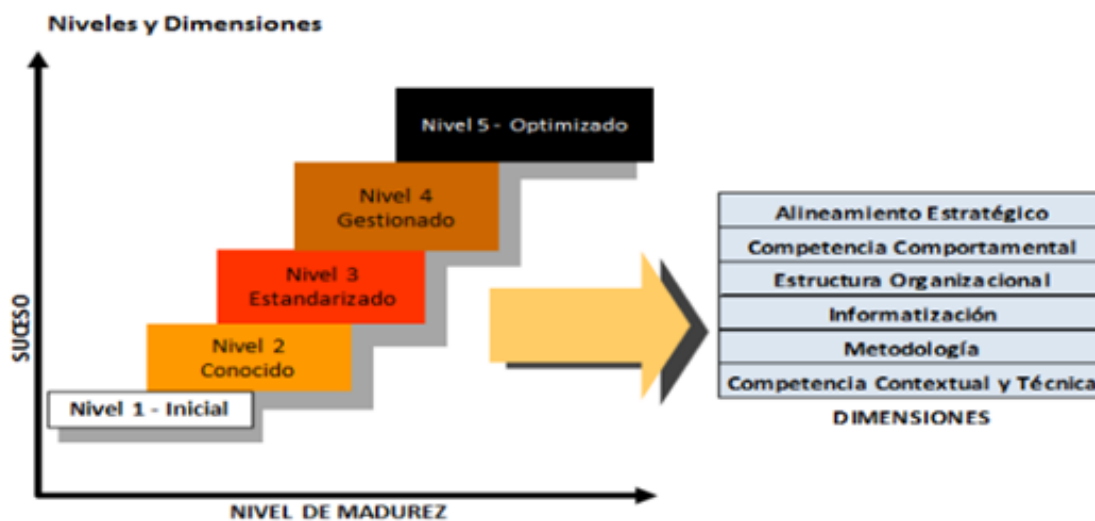 Niveles y Dimensiones
SUCESO
Nivel 5 - Optimizado
Nivel 4
Gestionado
Nivel 3
Estandarizado
Nivel 2
Conocido
Nivel 1 - Inicial
NIVEL DE MADUREZ
Alineamiento Estratégico
Competencia Comportamental
Estructura Organizacional
Informatización
Metodología
Competencia Contextual y Técnica
DIMENSIONES